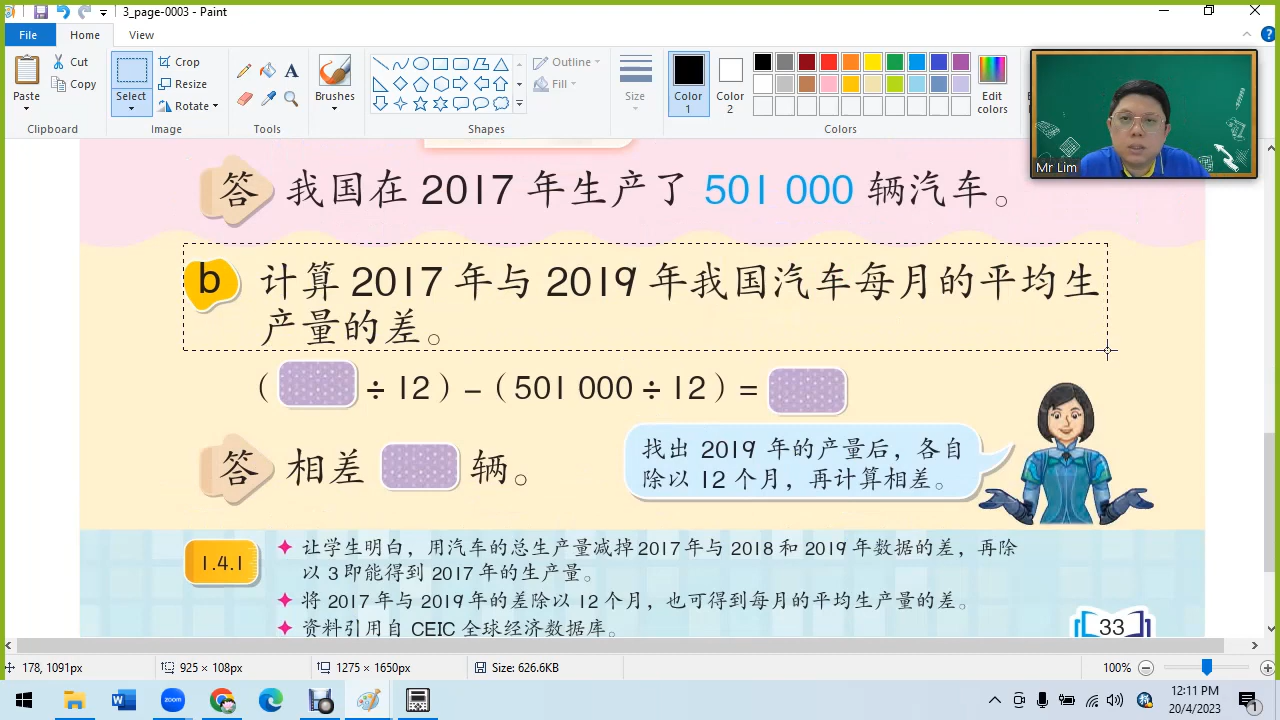 3_page-0003 - Paint
File
Home
View
Paste
Cut
Copy
Clipboard
Select
Crop
Resize
Rotate
Image
Tools
Brushes
Shapes
Outline
Fill
Size
Color 1
Color 2
Edit colors
Colors
Mr Lim
答 我国在 2017 年生产了 501 000 辆汽车。
b 计算 2017 年与 2019 年我国汽车每月的平均生
产量的差。
( ÷ 12 ) – ( 501 000 ÷ 12 ) =
答 相差 辆。
找出 2019 年的产量后，各自
除以 12 个月，再计算相差。
1.4.1
让学生明白，用汽车的总生产量减掉 2017 年与 2018 和 2019 年数据的差，再除
以 3 即能得到 2017 年的生产量。
将 2017 年与 2019 年的差除以 12 个月，也可得到每月的平均生产量的差。
资料引用自 CEIC 全球经济数据库。
33
178, 1091px
925 × 108px
1275 × 1650px
Size: 626.6KB
100%
zoom
12:11 PM
20/4/2023
1